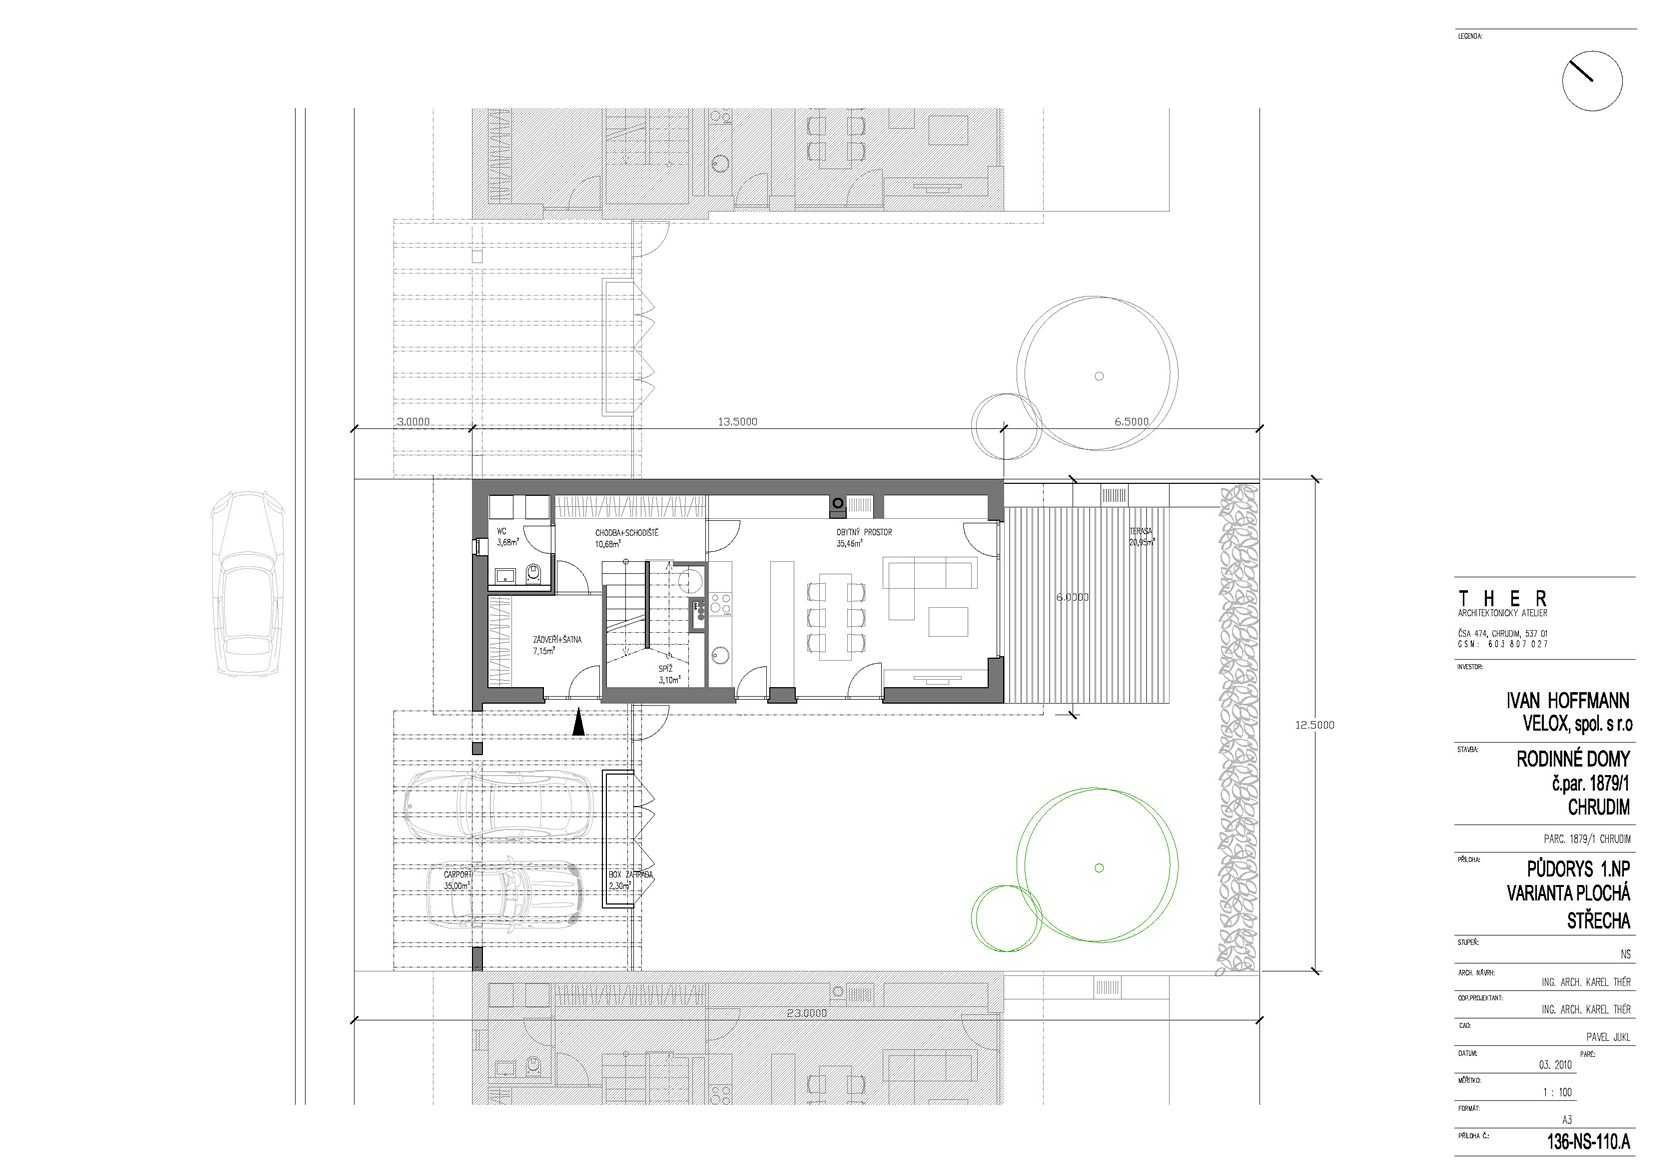 LEGENDA:
3.0000
13.5000
6.5000
WC
3,68m²
CHODBA+SCHODIŠTĚ
10,68m²
OBYTNÝ PROSTOR
35,46m²
TERASA
20,95m²
6.0000
ZÁDVEŘÍ+ŠATNA
7,15m²
SPÍŽ
3,10m²
12.5000
CARPORT
35,00m²
BOX ZAHRADA
2,30m²
23.0000
THER
ARCHITEKTONICKÝ ATELIER
ČSA 474, CHRUDIM, 537 01
GSM: 603 807 027
INVESTOR:
IVAN HOFFMANN
VELOX, spol. s r.o
STAVBA:
RODINNÉ DOMY
č.par. 1879/1
CHRUDIM
PARC. 1879/1 CHRUDIM
PŘÍLOHA:
PŮDORYS 1.NP
VARIANTA PLOCHÁ
STŘECHA
STUPEŇ:
NS
ARCH. NÁVRH:
ING. ARCH. KAREL THÉR
ODP.PROJEKTANT:
ING. ARCH. KAREL THÉR
CAD:
PAVEL JUKL
DATUM:
PARÉ:
03. 2010
MĚŘÍTKO:
1 : 100
FORMÁT:
A3
PŘÍLOHA Č.:
136-NS-110.A